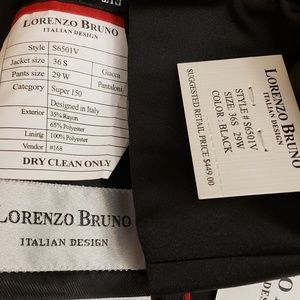 LORENZO BRUNO
ITALIAN DESIGN
Style S6501V
Jacket size 36 S Giacca
Pants size 29 W Pantaloni
Category Super 150
Designed in Italy
Exterior 35% Rayon
65% Polyester
Linirig 100% Polyester
Vendor #168
DRY CLEAN ONLY
LORENZO BRUNO
ITALIAN DESIGN
LORENZO BRUNO
ITALIAN DESIGN
STYLE # S6501V
SIZE: 36S 29W
COLOR : BLACK
SUGGESTED RETAIL PRICE $449.00